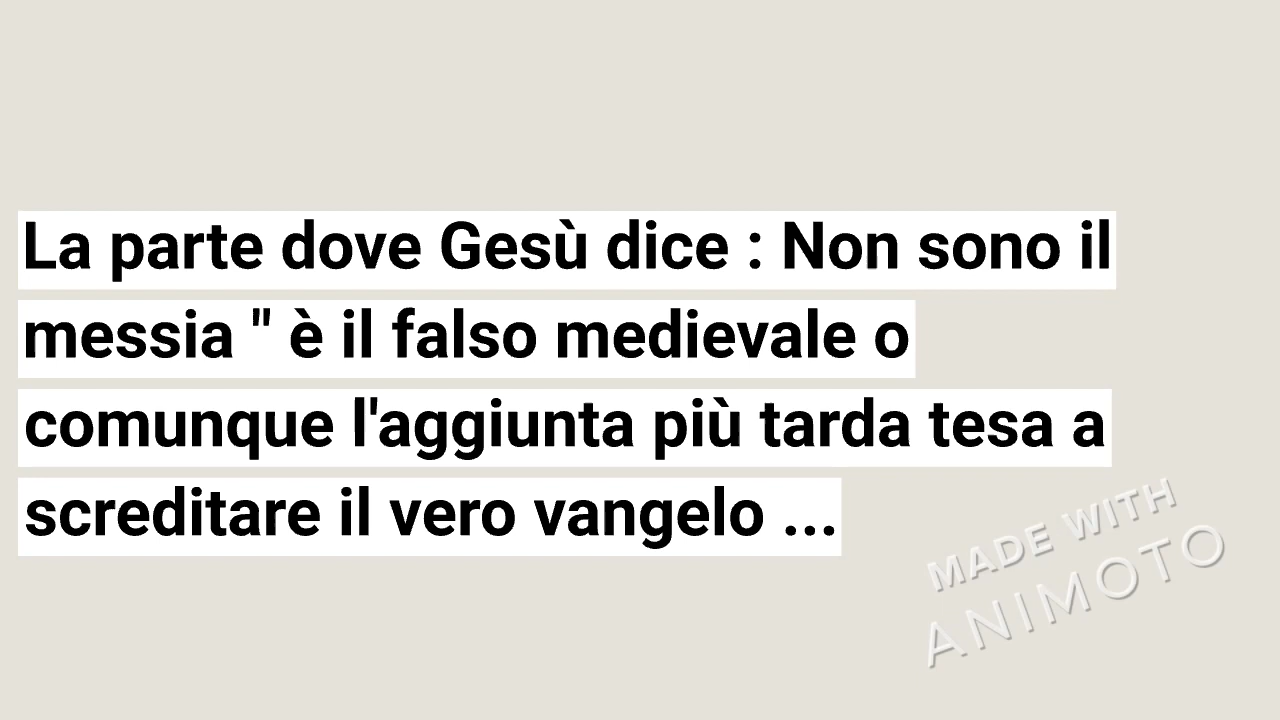 La parte dove Gesù dice : Non sono il
messia " è il falso medievale o
comunque l'aggiunta più tarda tesa a
screditare il vero vangelo ...
MADE WITH
ANIMOTO